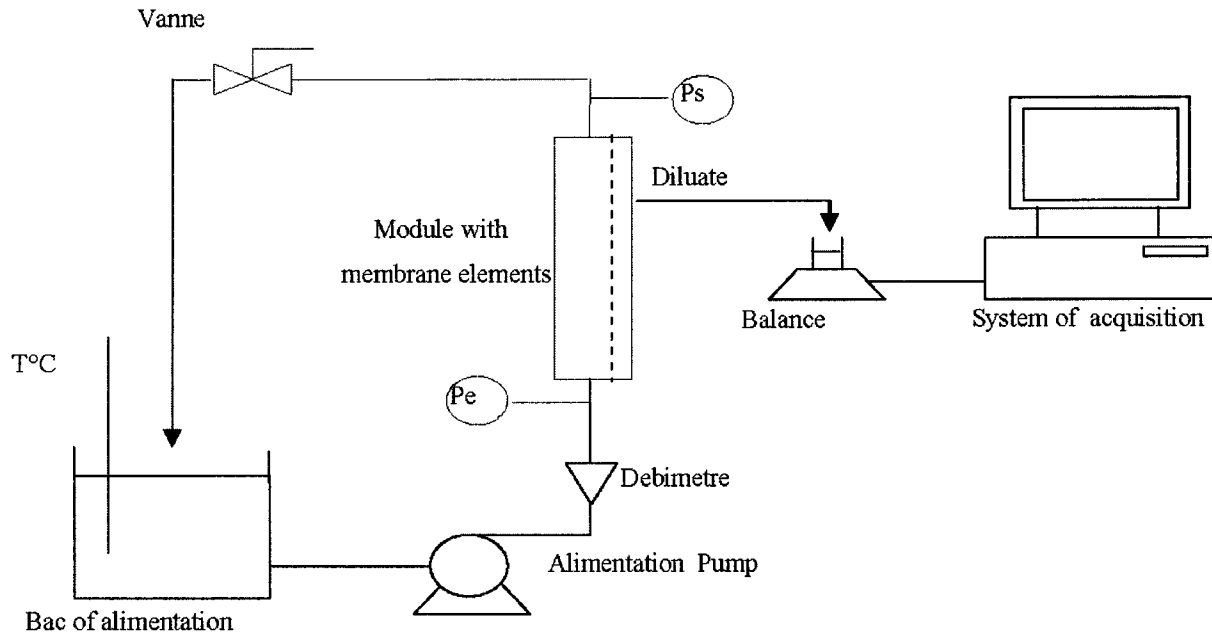 Vanne
Ps
Diluate
Module with
membrane elements
Balance
System of acquisition
T°C
Pe
Debimetre
Alimentation Pump
Bac of alimentation